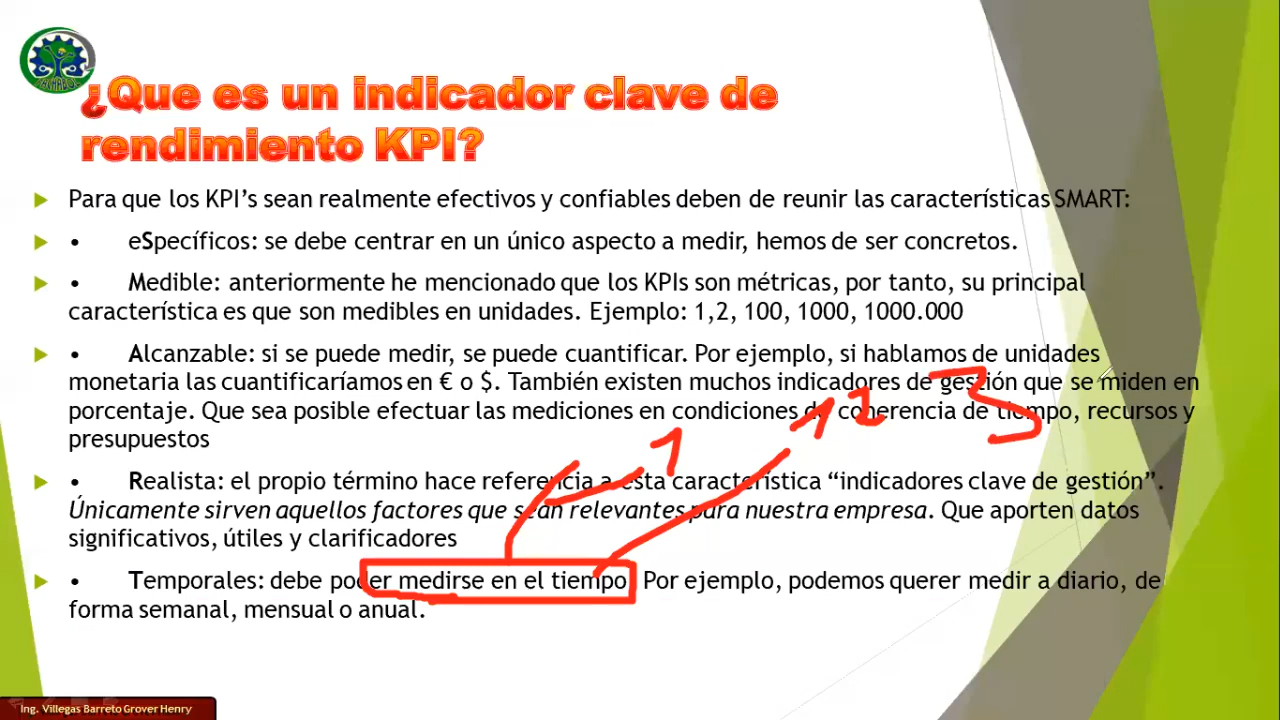 ¿Que es un indicador clave de
rendimiento KPI?
Para que los KPI’s sean realmente efectivos y confiables deben de reunir las características SMART:
• eSpecíficos: se debe centrar en un único aspecto a medir, hemos de ser concretos.
• Medible: anteriormente he mencionado que los KPIs son métricas, por tanto, su principal
característica es que son medibles en unidades. Ejemplo: 1,2, 100, 1000, 1000.000
• Alcanzable: si se puede medir, se puede cuantificar. Por ejemplo, si hablamos de unidades
monetaria las cuantificaríamos en € o $. También existen muchos indicadores de gestión que se miden en
porcentaje. Que sea posible efectuar las mediciones en condiciones de coherencia de tiempo, recursos y
presupuestos
1 12 3
• Realista: el propio término hace referencia a esta característica “indicadores clave de gestión”.
Únicamente sirven aquellos factores que sean relevantes para nuestra empresa. Que aporten datos
significativos, útiles y clarificadores
• Temporales: debe poder medirse en el tiempo. Por ejemplo, podemos querer medir a diario, de
forma semanal, mensual o anual.
Ing. Villegas Barreto Grover Henry